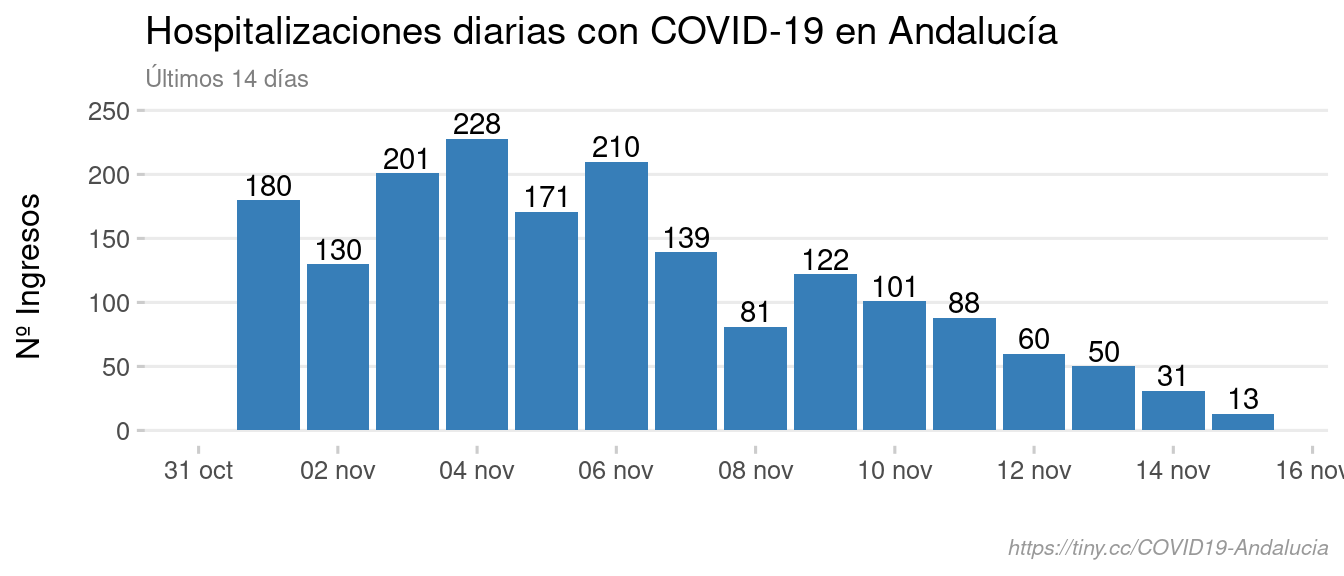 Hospitalizaciones diarias con COVID-19 en Andalucía
Últimos 14 días
Nº Ingresos
250
200
150
100
50
0
180
130
201
228
171
210
139
81
122
101
88
60
50
31
13
31 oct
02 nov
04 nov
06 nov
08 nov
10 nov
12 nov
14 nov
16 nov
https://tiny.cc/COVID19-Andalucia